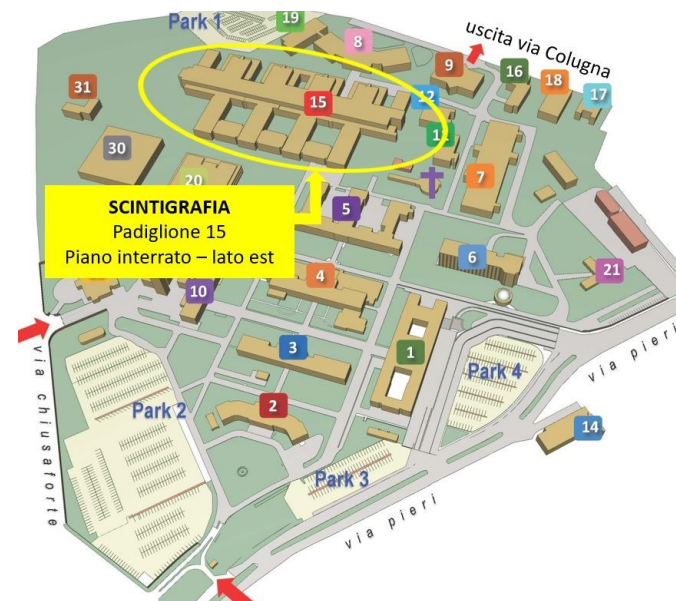 19
Park 1
8
uscita via Colugna
9
16
18
17
31
15
12
30
20
7
SCINTIGRAFIA
Padiglione 15
Piano interrato – lato est
5
6
21
4
10
3
1
via pieri
via chiusaforte
Park 4
2
Park 2
14
Park 3
via pieri